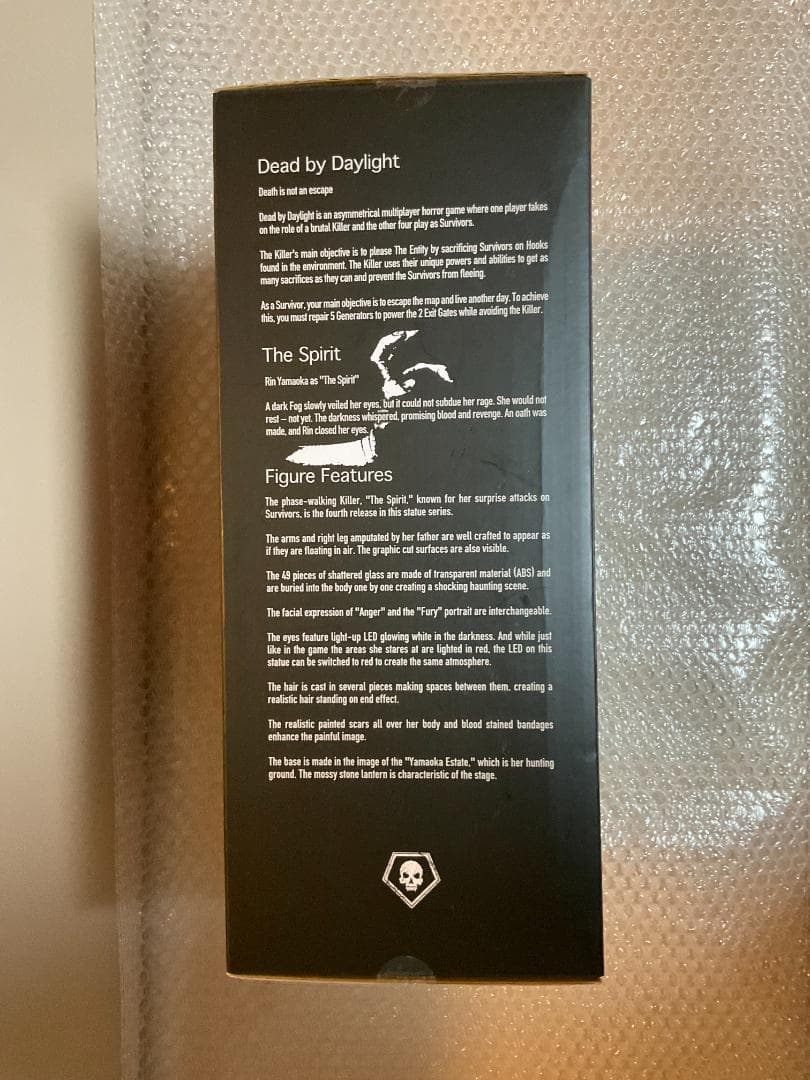 Dead by Daylight
Death is not an escape
Dead by Daylight is an asymmetrical multiplayer horror game where one player takes
on the role of a brutal Killer and the other four play as Survivors.
The Killer's main objective is to please The Entity by sacrificing Survivors on Hooks
found in the environment. The Killer uses their unique powers and abilities to get as
many sacrifices as they can and prevent the Survivors from fleeing.
As a Survivor, your main objective is to escape the map and live another day. To achieve
this, you must repair 5 Generators to power the 2 Exit Gates while avoiding the Killer.
The Spirit
Rin Yamaoka as "The Spirit"
A dark Fog slowly veiled her eyes, but it could not subdue her rage. She would not
rest – not yet. The darkness whispered, promising blood and revenge. An oath was
made, and Rin closed her eyes.
Figure Features
The phase-walking Killer, "The Spirit," known for her surprise attacks on
Survivors, is the fourth release in this statue series.
The arms and right leg amputated by her father are well crafted to appear as
if they are floating in air. The graphic cut surfaces are also visible.
The 49 pieces of shattered glass are made of transparent material (ABS) and
are buried into the body one by one creating a shocking haunting scene.
The facial expression of "Anger" and the "Fury" portrait are interchangeable.
The eyes feature light-up LED glowing white in the darkness. And while just
like in the game the areas she stares at are lighted in red, the LED on this
statue can be switched to red to create the same atmosphere.
The hair is cast in several pieces making spaces between them, creating a
realistic hair standing on end effect.
The realistic painted scars all over her body and blood stained bandages
enhance the painful image.
The base is made in the image of the "Yamaoka Estate," which is her hunting
ground. The mossy stone lantern is characteristic of the stage.